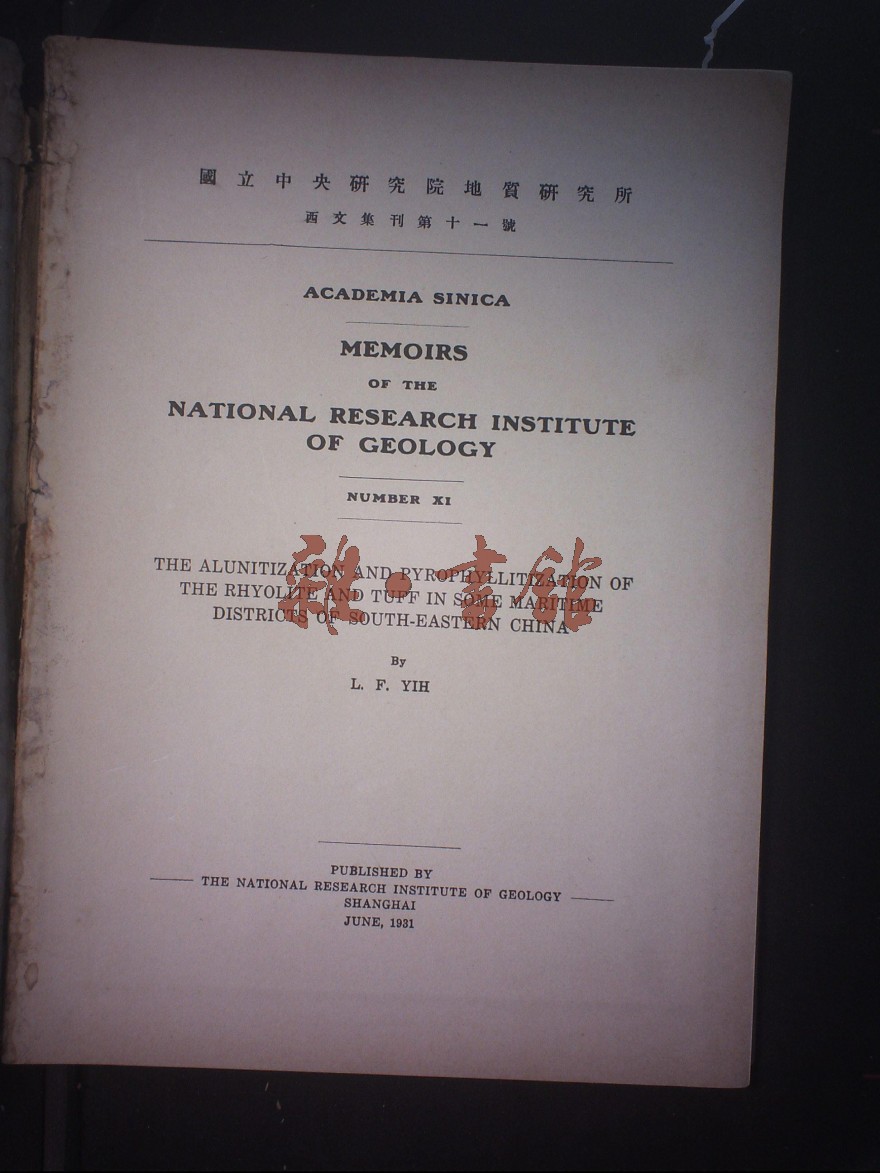 國立中央研究院地質研究所
西文集刊第十一號
ACADEMIA SINICA
MEMOIRS
OF THE
NATIONAL RESEARCH INSTITUTE
OF GEOLOGY
NUMBER XI
THE ALUNITIZATION AND PYROPHYLLITIZATION OF
THE RHYOLITE AND TUFF IN SOME MARITIME
DISTRICTS OF SOUTH-EASTERN CHINA
By
L. F. YIH
PUBLISHED BY
THE NATIONAL RESEARCH INSTITUTE OF GEOLOGY
SHANGHAI
JUNE, 1931